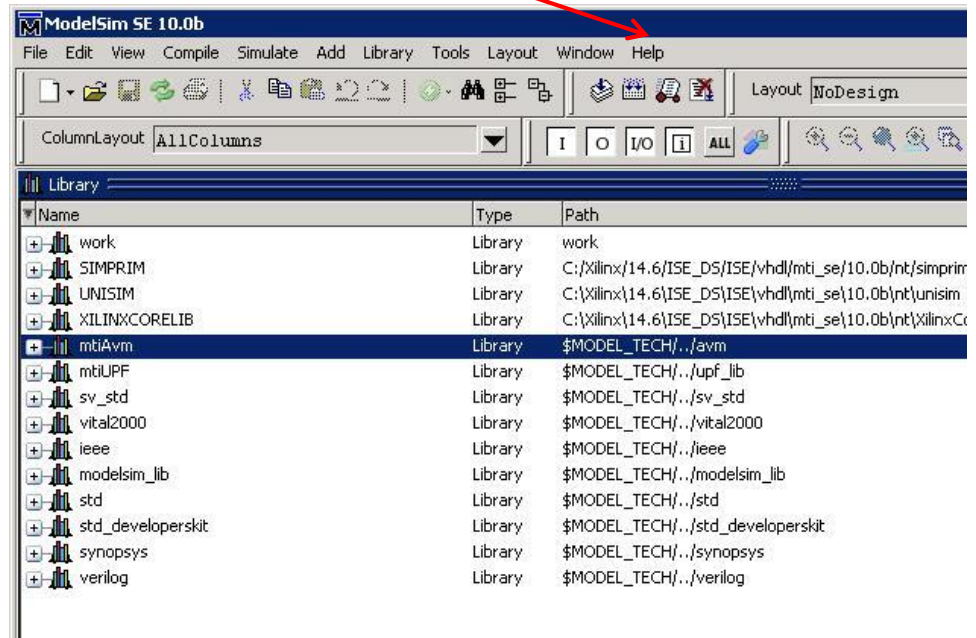 ModelSim SE 10.0b
File Edit View Compile Simulate Add Library Tools Layout Window Help
Layout NoDesign
ColumnLayout AllColumns I O I/O i ALL
Library
Name Type Path
work Library work
SIMPRIM Library C:/Xilinx/14.6/ISE_DS/ISE/vhdl/mti_se/10.0b/nt/simprim
UNISIM Library C:\Xilinx\14.6\ISE_DS\ISE\vhdl\mti_se\10.0b\nt\unisim
XILINXCORELIB Library C:\Xilinx\14.6\ISE_DS\ISE\vhdl\mti_se\10.0b\nt\XilinxCo
mtiAvm Library $MODEL_TECH/../avm
mtiUPF Library $MODEL_TECH/../upf_lib
sv_std Library $MODEL_TECH/../sv_std
vital2000 Library $MODEL_TECH/../vital2000
ieee Library $MODEL_TECH/../ieee
modelsim_lib Library $MODEL_TECH/../modelsim_lib
std Library $MODEL_TECH/../std
std_developerskit Library $MODEL_TECH/../std_developerskit
synopsys Library $MODEL_TECH/../synopsys
verilog Library $MODEL_TECH/../verilog